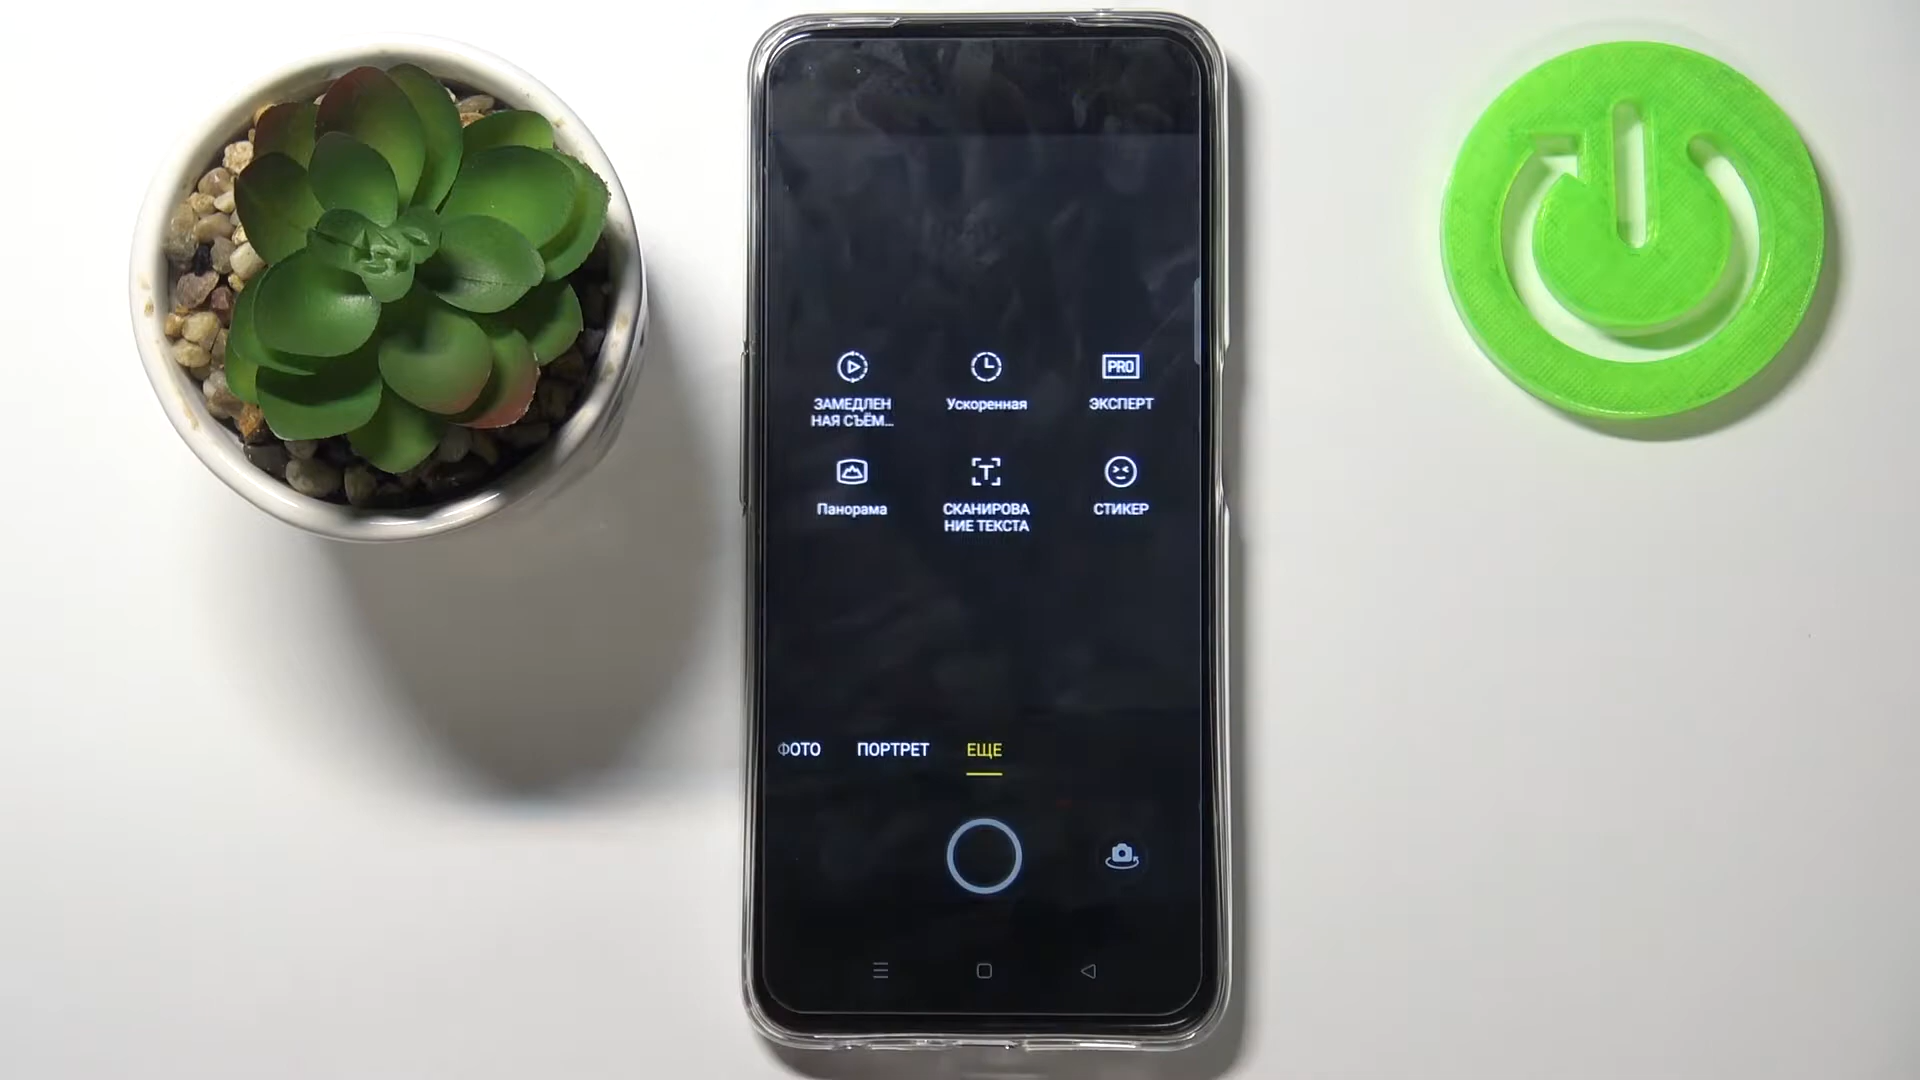 ЗАМЕДЛЕН
НАЯ СЪЁМ...
Ускоренная
PRO
ЭКСПЕРТ
Панорама
T
СКАНИРОВА
НИЕ ТЕКСТА
СТИКЕР
ФОТО ПОРТРЕТ ЕЩЕ